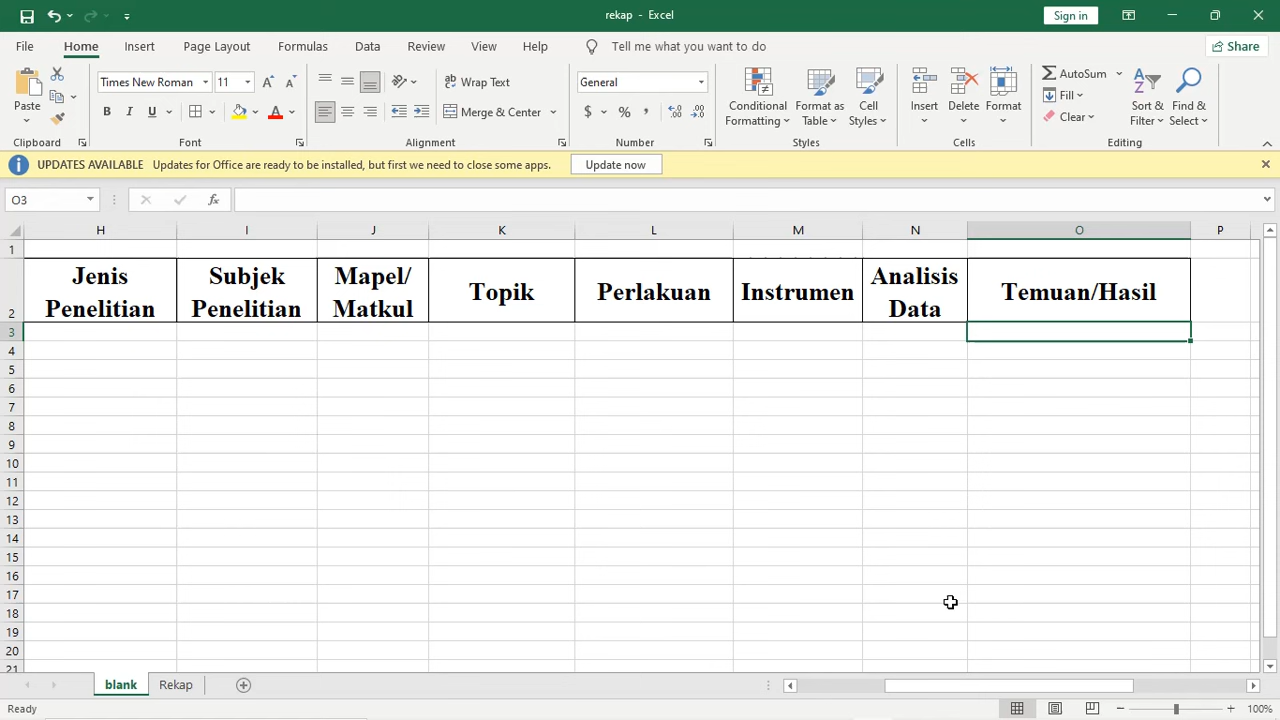 rekap - Excel
Sign in
File Home Insert Page Layout Formulas Data Review View Help Tell me what you want to do Share
Paste
Times New Roman 11 A A
B I U A
ab Wrap Text
Merge & Center
General
$ % ,
Conditional Formatting
Format as Table
Cell Styles
Insert Delete Format
AutoSum
Fill
Clear
Sort & Filter
Find & Select
Clipboard Font Alignment Number Styles Cells Editing
UPDATES AVAILABLE Updates for Office are ready to be installed, but first we need to close some apps. Update now
O3 fx
H I J K L M N O P
1
2 Jenis Penelitian Subjek Penelitian Mapel/ Matkul Topik Perlakuan Instrumen Analisis Data Temuan/Hasil
3
4
5
6
7
8
9
10
11
12
13
14
15
16
17
18
19
20
21
blank Rekap
Ready 100%